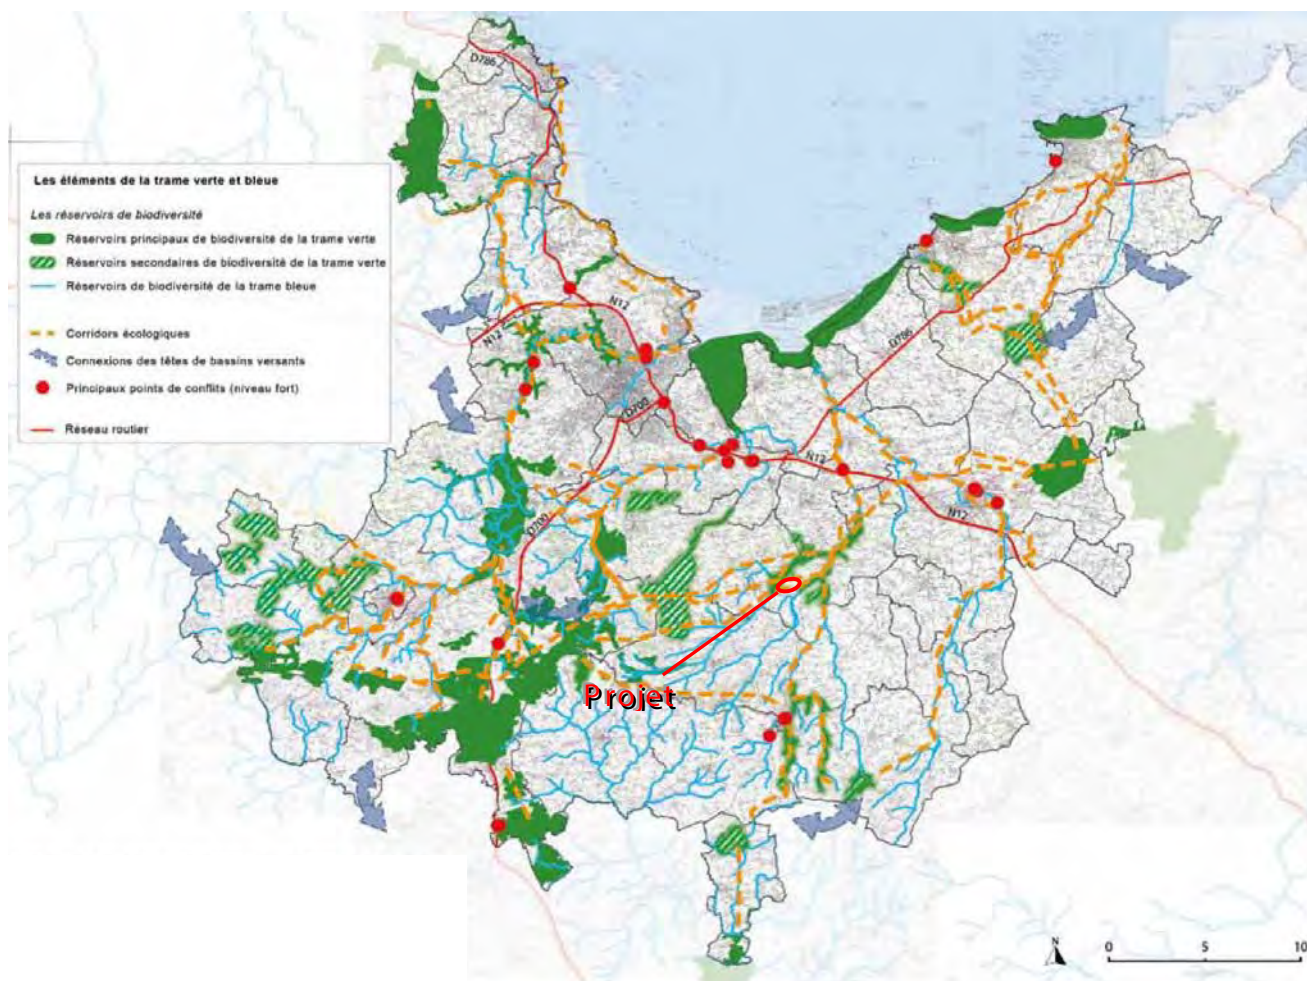 D786
Les éléments de la trame verte et bleue
Les réservoirs de biodiversité
Réservoirs principaux de biodiversité de la trame verte
Réservoirs secondaires de biodiversité de la trame verte
Réservoirs de biodiversité de la trame bleue
Corridors écologiques
Connexions des têtes de bassins versants
Principaux points de conflits (niveau fort)
Réseau routier
N12
N12
D786
D700
N12
N12
D700
Projet
N
0 5 10